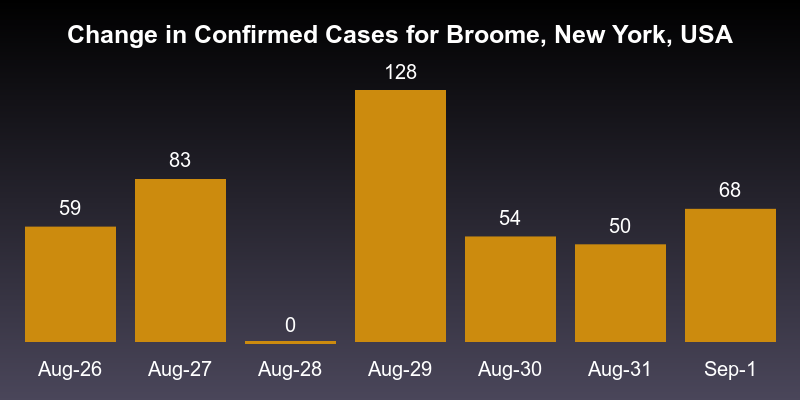 Change in Confirmed Cases for Broome, New York, USA
59
83
0
128
54
50
68
Aug-26
Aug-27
Aug-28
Aug-29
Aug-30
Aug-31
Sep-1